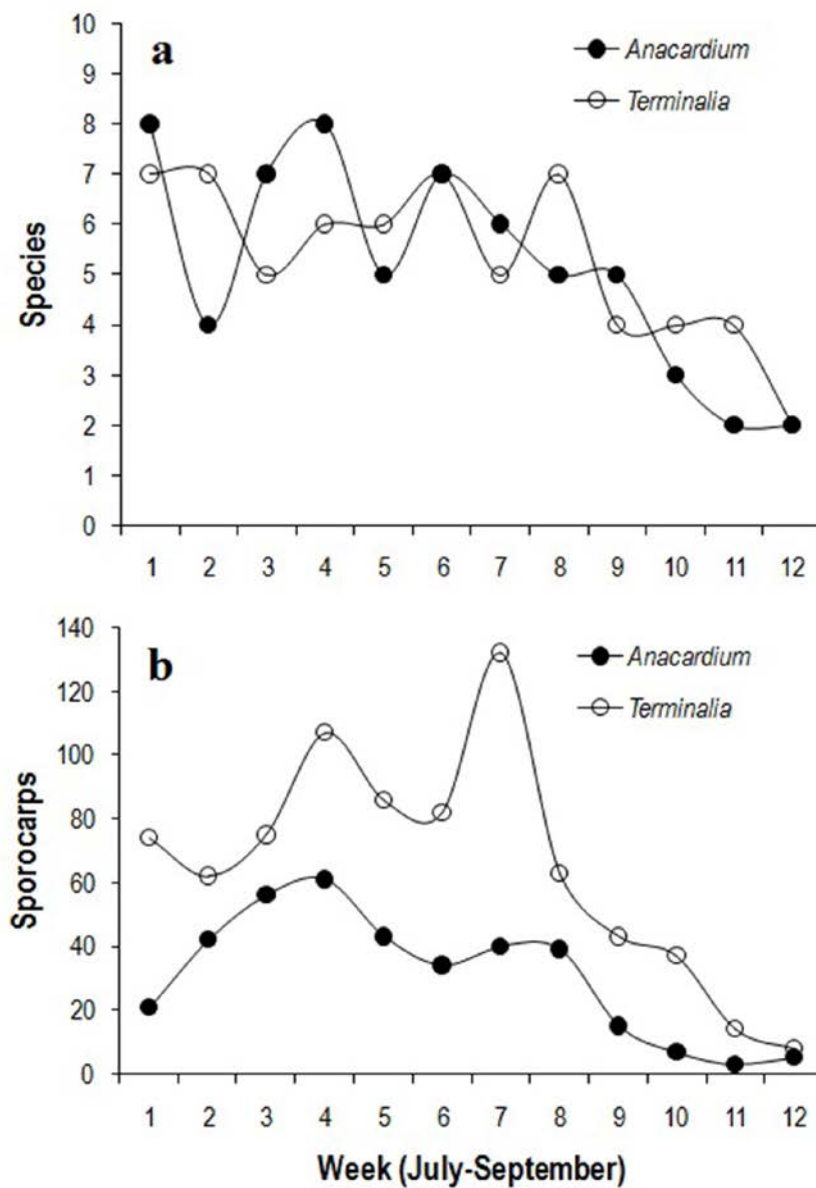 a
Anacardium
Terminalia
Species
10
9
8
7
6
5
4
3
2
1
0
1 2 3 4 5 6 7 8 9 10 11 12
b
Anacardium
Terminalia
Sporocarps
140
120
100
80
60
40
20
0
1 2 3 4 5 6 7 8 9 10 11 12
Week (July-September)